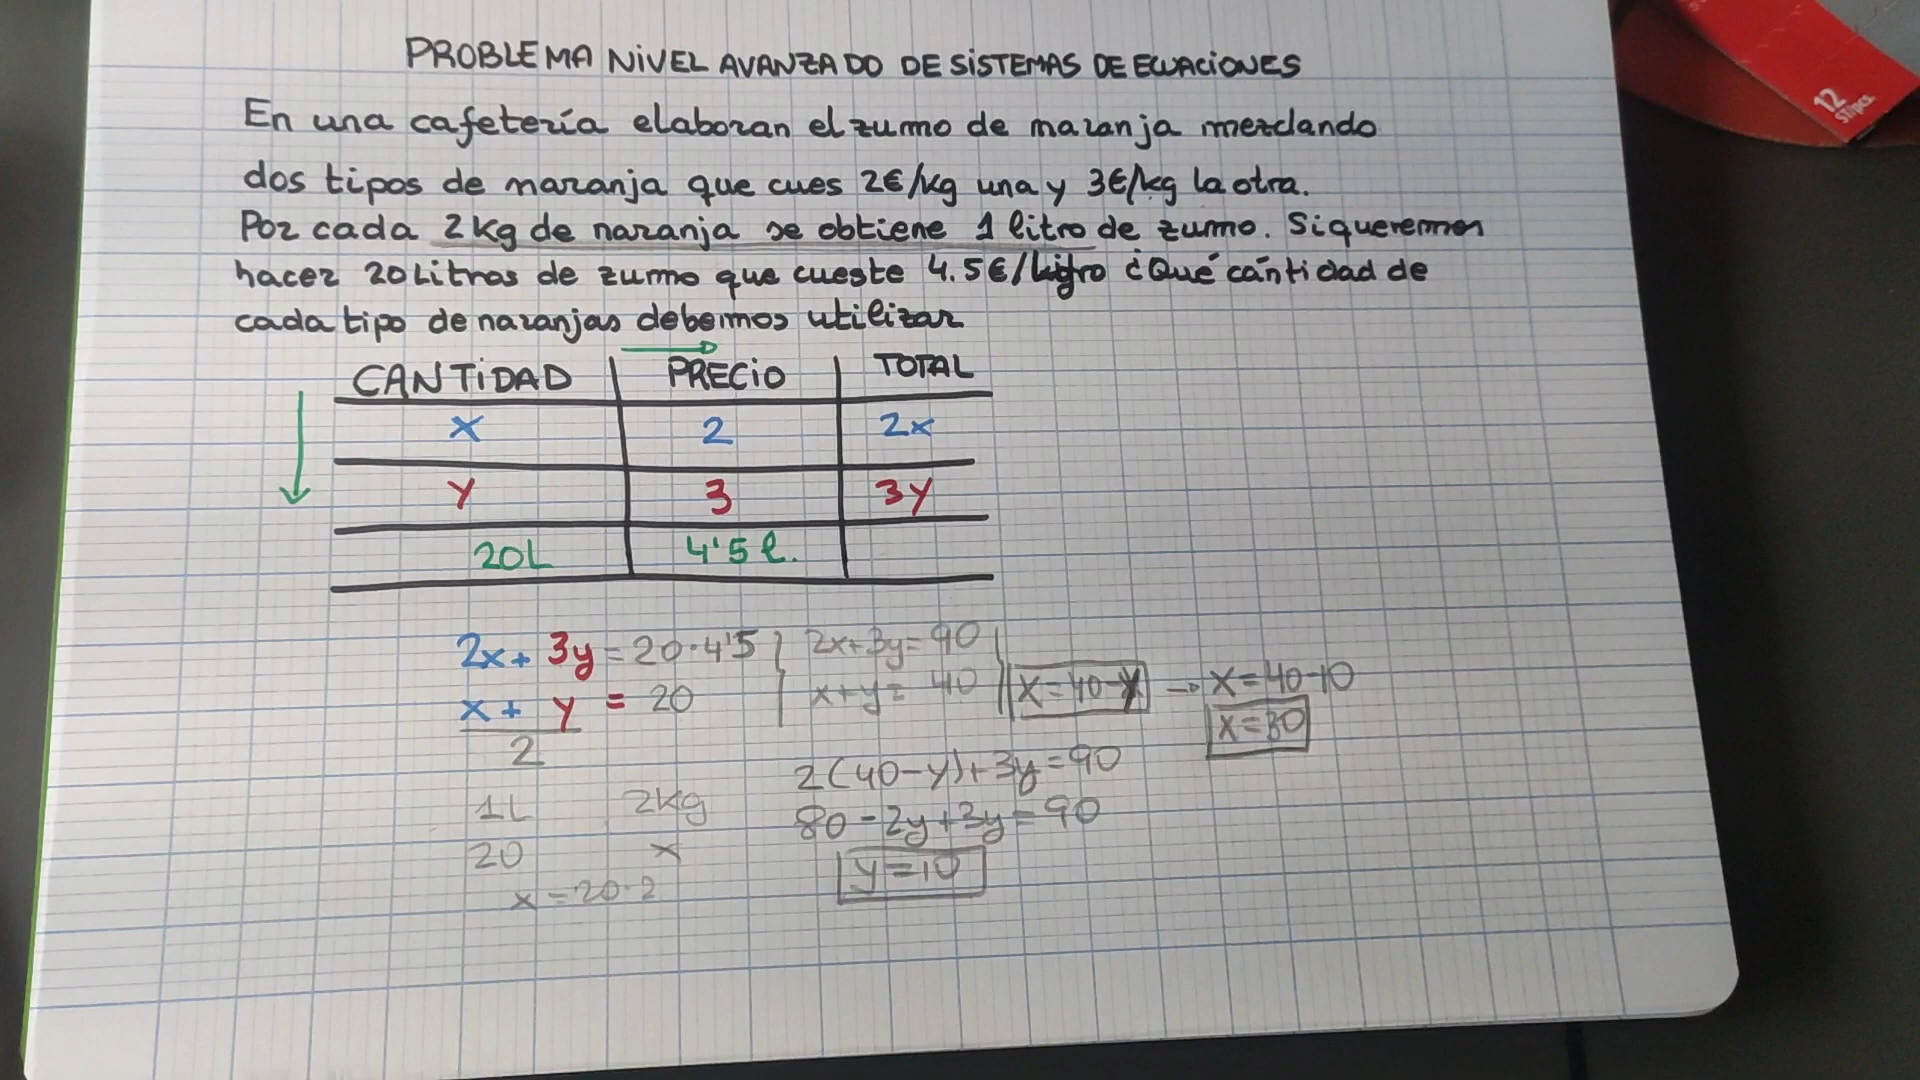 PROBLEMA NIVEL AVANZADO DE SISTEMAS DE ECUACIONES
En una cafetería elaboran el zumo de naranja mezclando
dos tipos de naranja que cues 2€/kg una y 3€/kg la otra.
Por cada 2 Kg de naranja se obtiene 1 litro de zumo. Si queremos
hacer 20 Litros de zumo que cueste 4.5€/litro ¿Qué cantidad de
cada tipo de naranjas debemos utilizar
CANTIDAD PRECIO TOTAL
x 2 2x
y 3 3y
20L 4'5 l.
2x + 3y = 20·4'5 2x+3y=90
x + y = 20 x+y= 40 x=40-y → x=40-10
2 x=30
2(40-y)+3y=90
1L 2kg 80-2y+3y=90
20 x y=10
x=20·2
12
St/pcs.